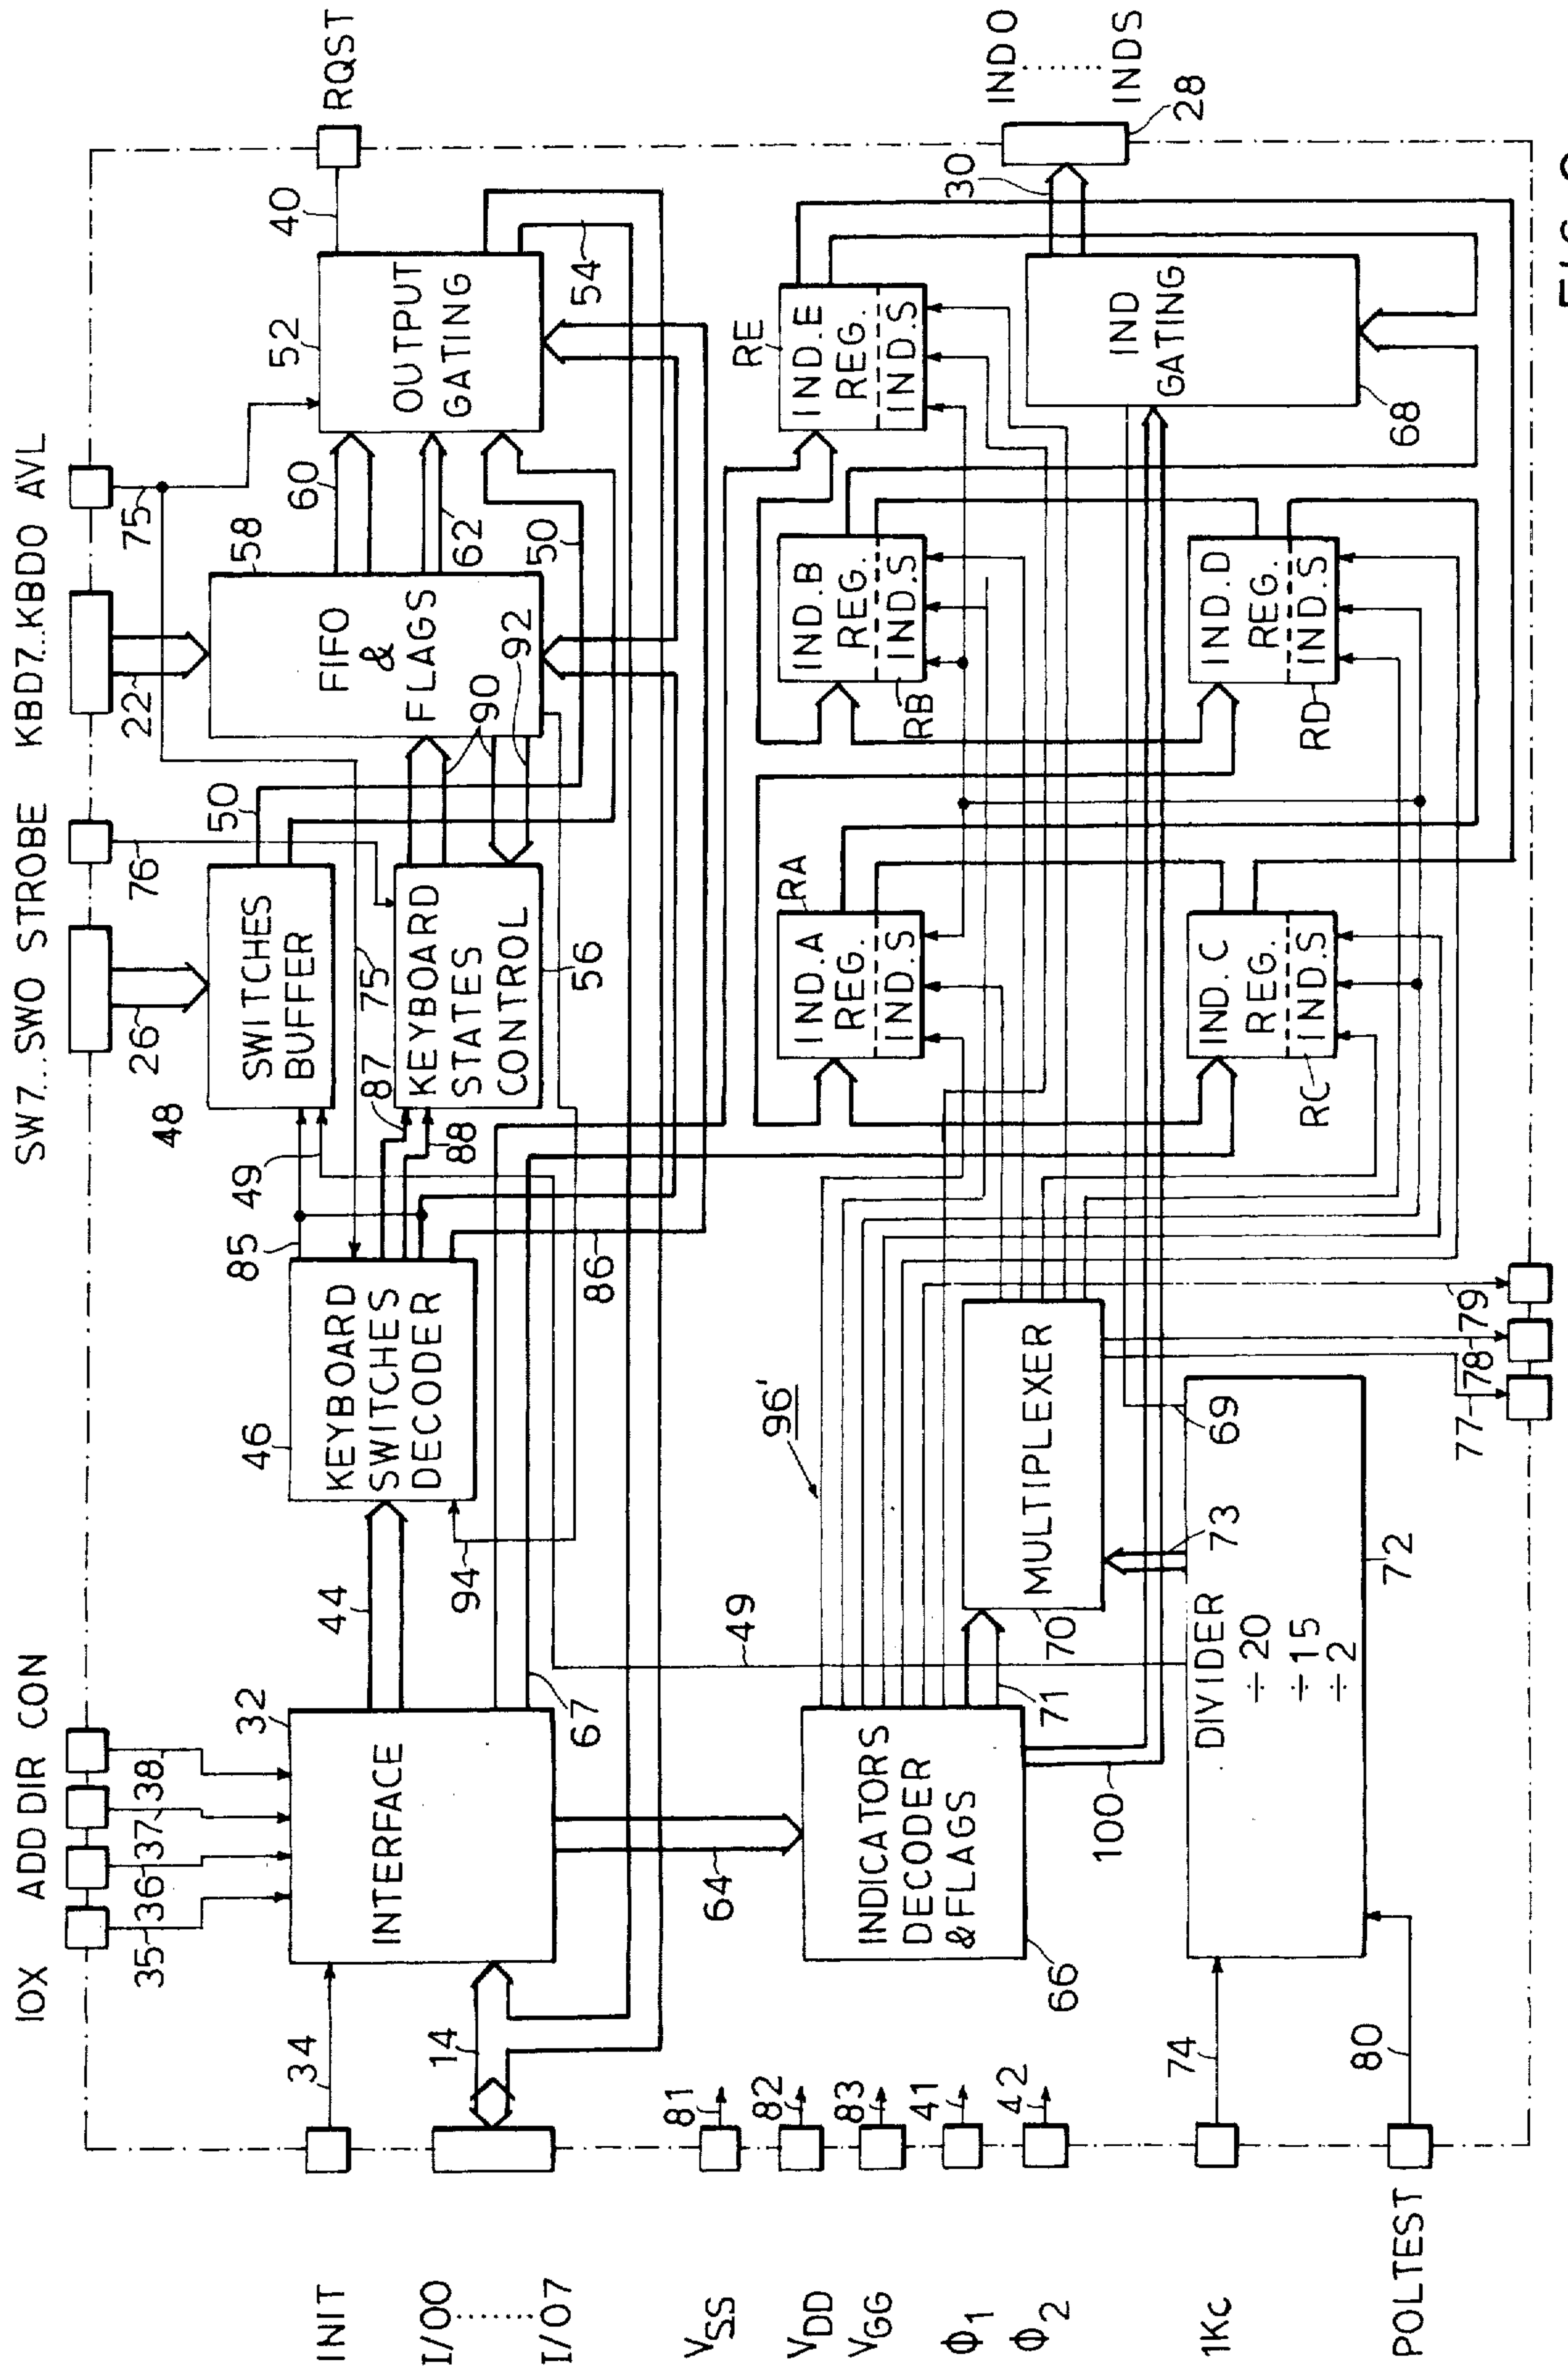 IOX ADD DIR CON
SW7...SW0 STROBE KBD7...KBD0 AVL
35
36
37
38
26
76
22
75
INIT
34
I/O0
........
I/O7
14
INTERFACE
32
44
46
KEYBOARD
SWITCHES
DECODER
94
85
49
87
88
86
48
SWITCHES
BUFFER
50
75
KEYBOARD
STATES
CONTROL
56
58
FIFO
&
FLAGS
90
92
60
62
50
52
OUTPUT
GATING
54
40
RQST
67
64
VSS
81
VDD
82
VGG
83
Φ1
41
Φ2
42
INDICATORS
DECODER
& FLAGS
66
71
100
96'
49
70
MULTIPLEXER
73
69
1Kc
74
POLTEST
80
DIVIDER
÷20
÷15
÷2
72
77
78
79
RA
IND.A
REG.
IND.S
RB
IND.B
REG.
IND.S
RC
IND.C
REG.
IND.S
RD
IND.D
REG.
IND.S
RE
IND.E
REG.
IND.S
IND
GATING
68
30
28
IND0
........
INDS